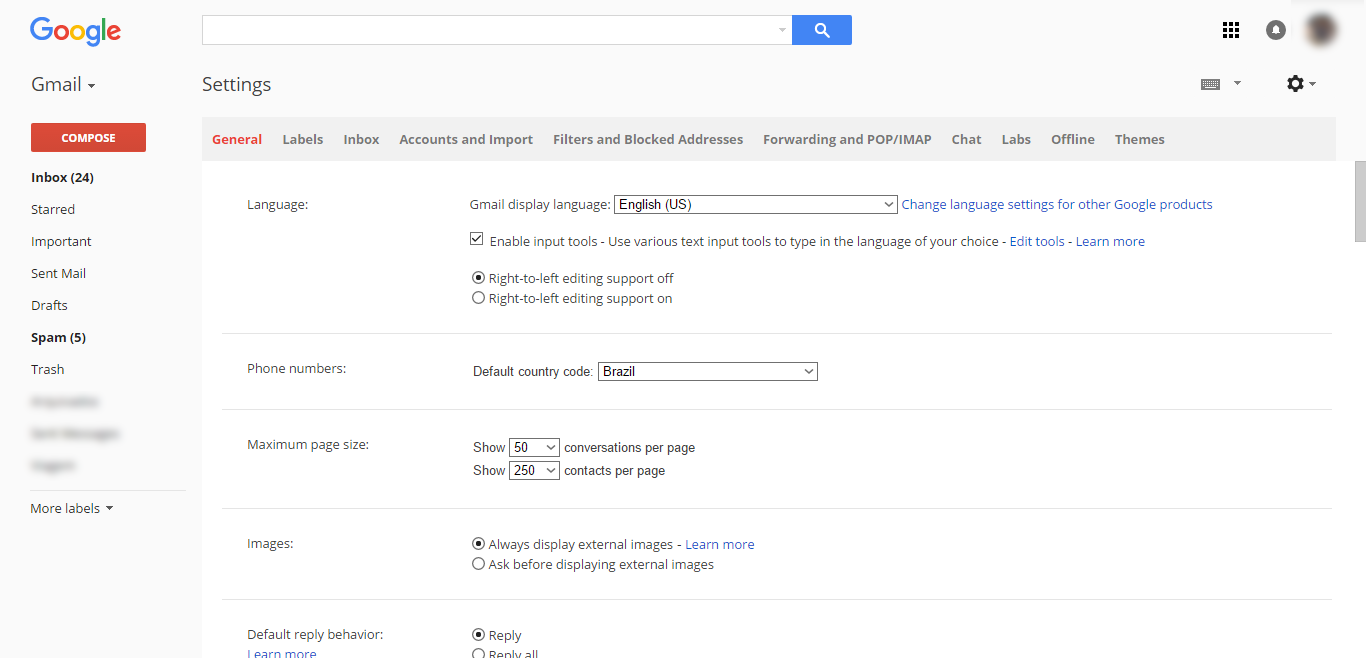 Google
Gmail
Settings
COMPOSE
General Labels Inbox Accounts and Import Filters and Blocked Addresses Forwarding and POP/IMAP Chat Labs Offline Themes
Inbox (24)
Starred
Important
Sent Mail
Drafts
Spam (5)
Trash
More labels
Language:
Gmail display language: English (US) Change language settings for other Google products
Enable input tools - Use various text input tools to type in the language of your choice - Edit tools - Learn more
Right-to-left editing support off
Right-to-left editing support on
Phone numbers:
Default country code: Brazil
Maximum page size:
Show 50 conversations per page
Show 250 contacts per page
Images:
Always display external images - Learn more
Ask before displaying external images
Default reply behavior:
Learn more
Reply
Reply all